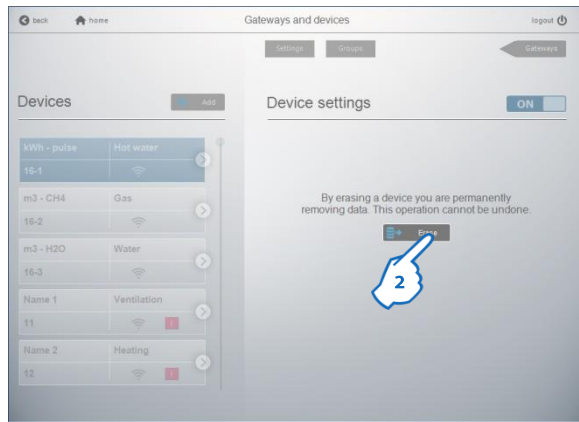 back home Gateways and devices logout
Settings Groups Gateways
Devices Add Device settings ON
kWh - pulse Hot water
16-1
m3 - CH4 Gas
16-2
By erasing a device you are permanently
removing data. This operation cannot be undone.
Erase
m3 - H2O Water
16-3
2
Name 1 Ventilation
11
Name 2 Heating
12